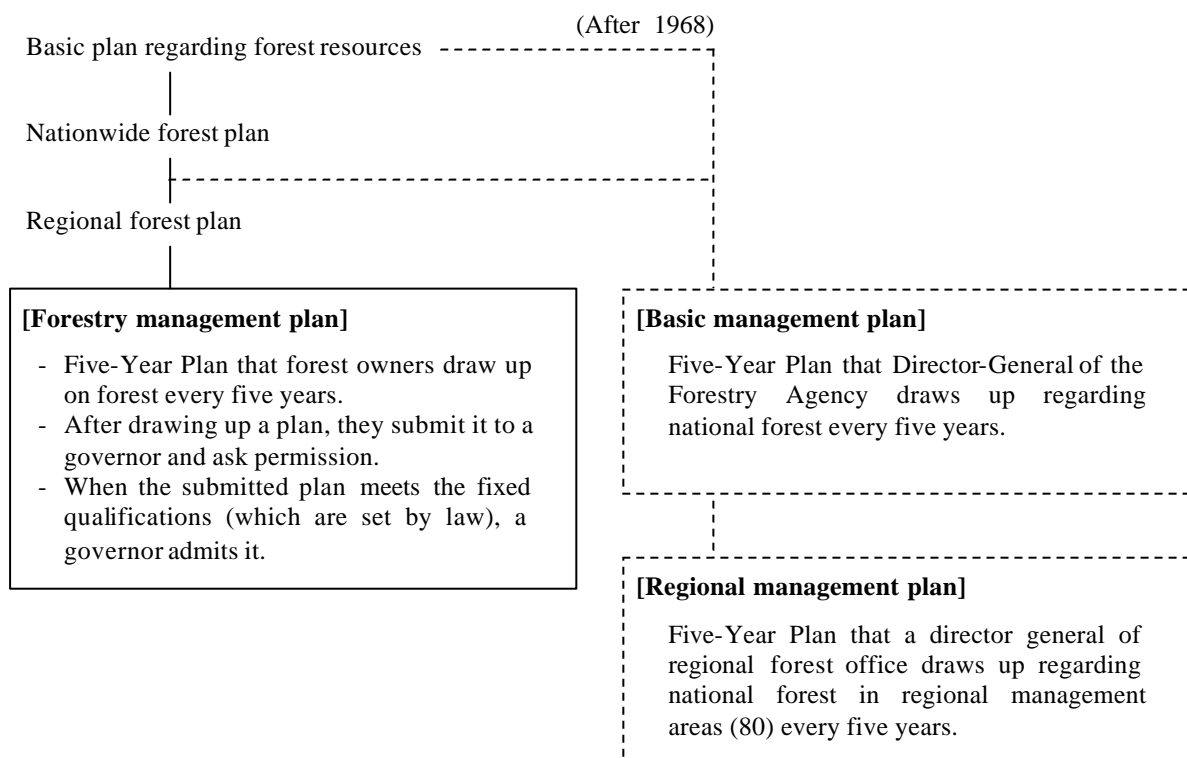 (After 1968)
Basic plan regarding forest resources
Nationwide forest plan
Regional forest plan
[Forestry management plan]
- Five-Year Plan that forest owners draw up
on forest every five years.
- After drawing up a plan, they submit it to a
governor and ask permission.
- When the submitted plan meets the fixed
qualifications (which are set by law), a
governor admits it.
[Basic management plan]
Five-Year Plan that Director-General of the
Forestry Agency draws up regarding
national forest every five years.
[Regional management plan]
Five-Year Plan that a director general of
regional forest office draws up regarding
national forest in regional management
areas (80) every five years.